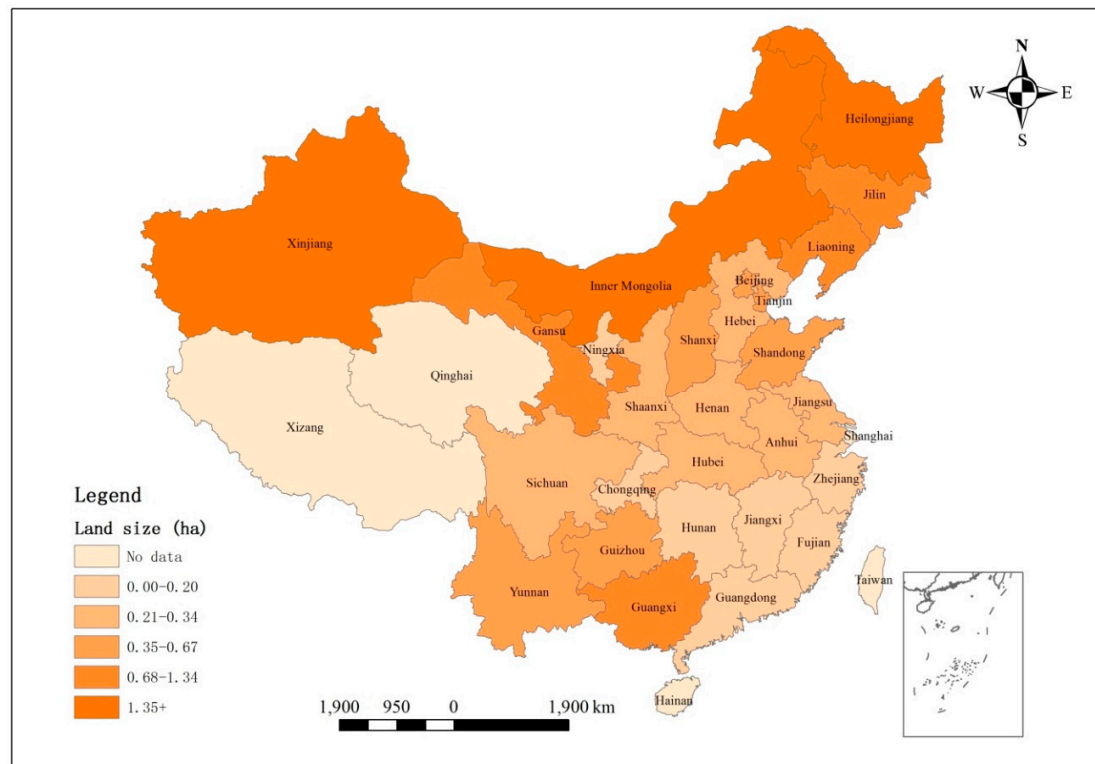 N
W E
S
Heilongjiang
Jilin
Liaoning
Xinjiang
Inner Mongolia
Beijing
Tianjin
Hebei
Gansu
Ningxia
Shanxi
Shandong
Qinghai
Shaanxi
Henan
Jiangsu
Xizang
Anhui
Shanghai
Hubei
Sichuan
Chongqing
Zhejiang
Hunan
Jiangxi
Fujian
Guizhou
Yunnan
Guangxi
Guangdong
Taiwan
Hainan
Legend
Land size (ha)
No data
0.00-0.20
0.21-0.34
0.35-0.67
0.68-1.34
1.35+
1,900 950 0 1,900 km